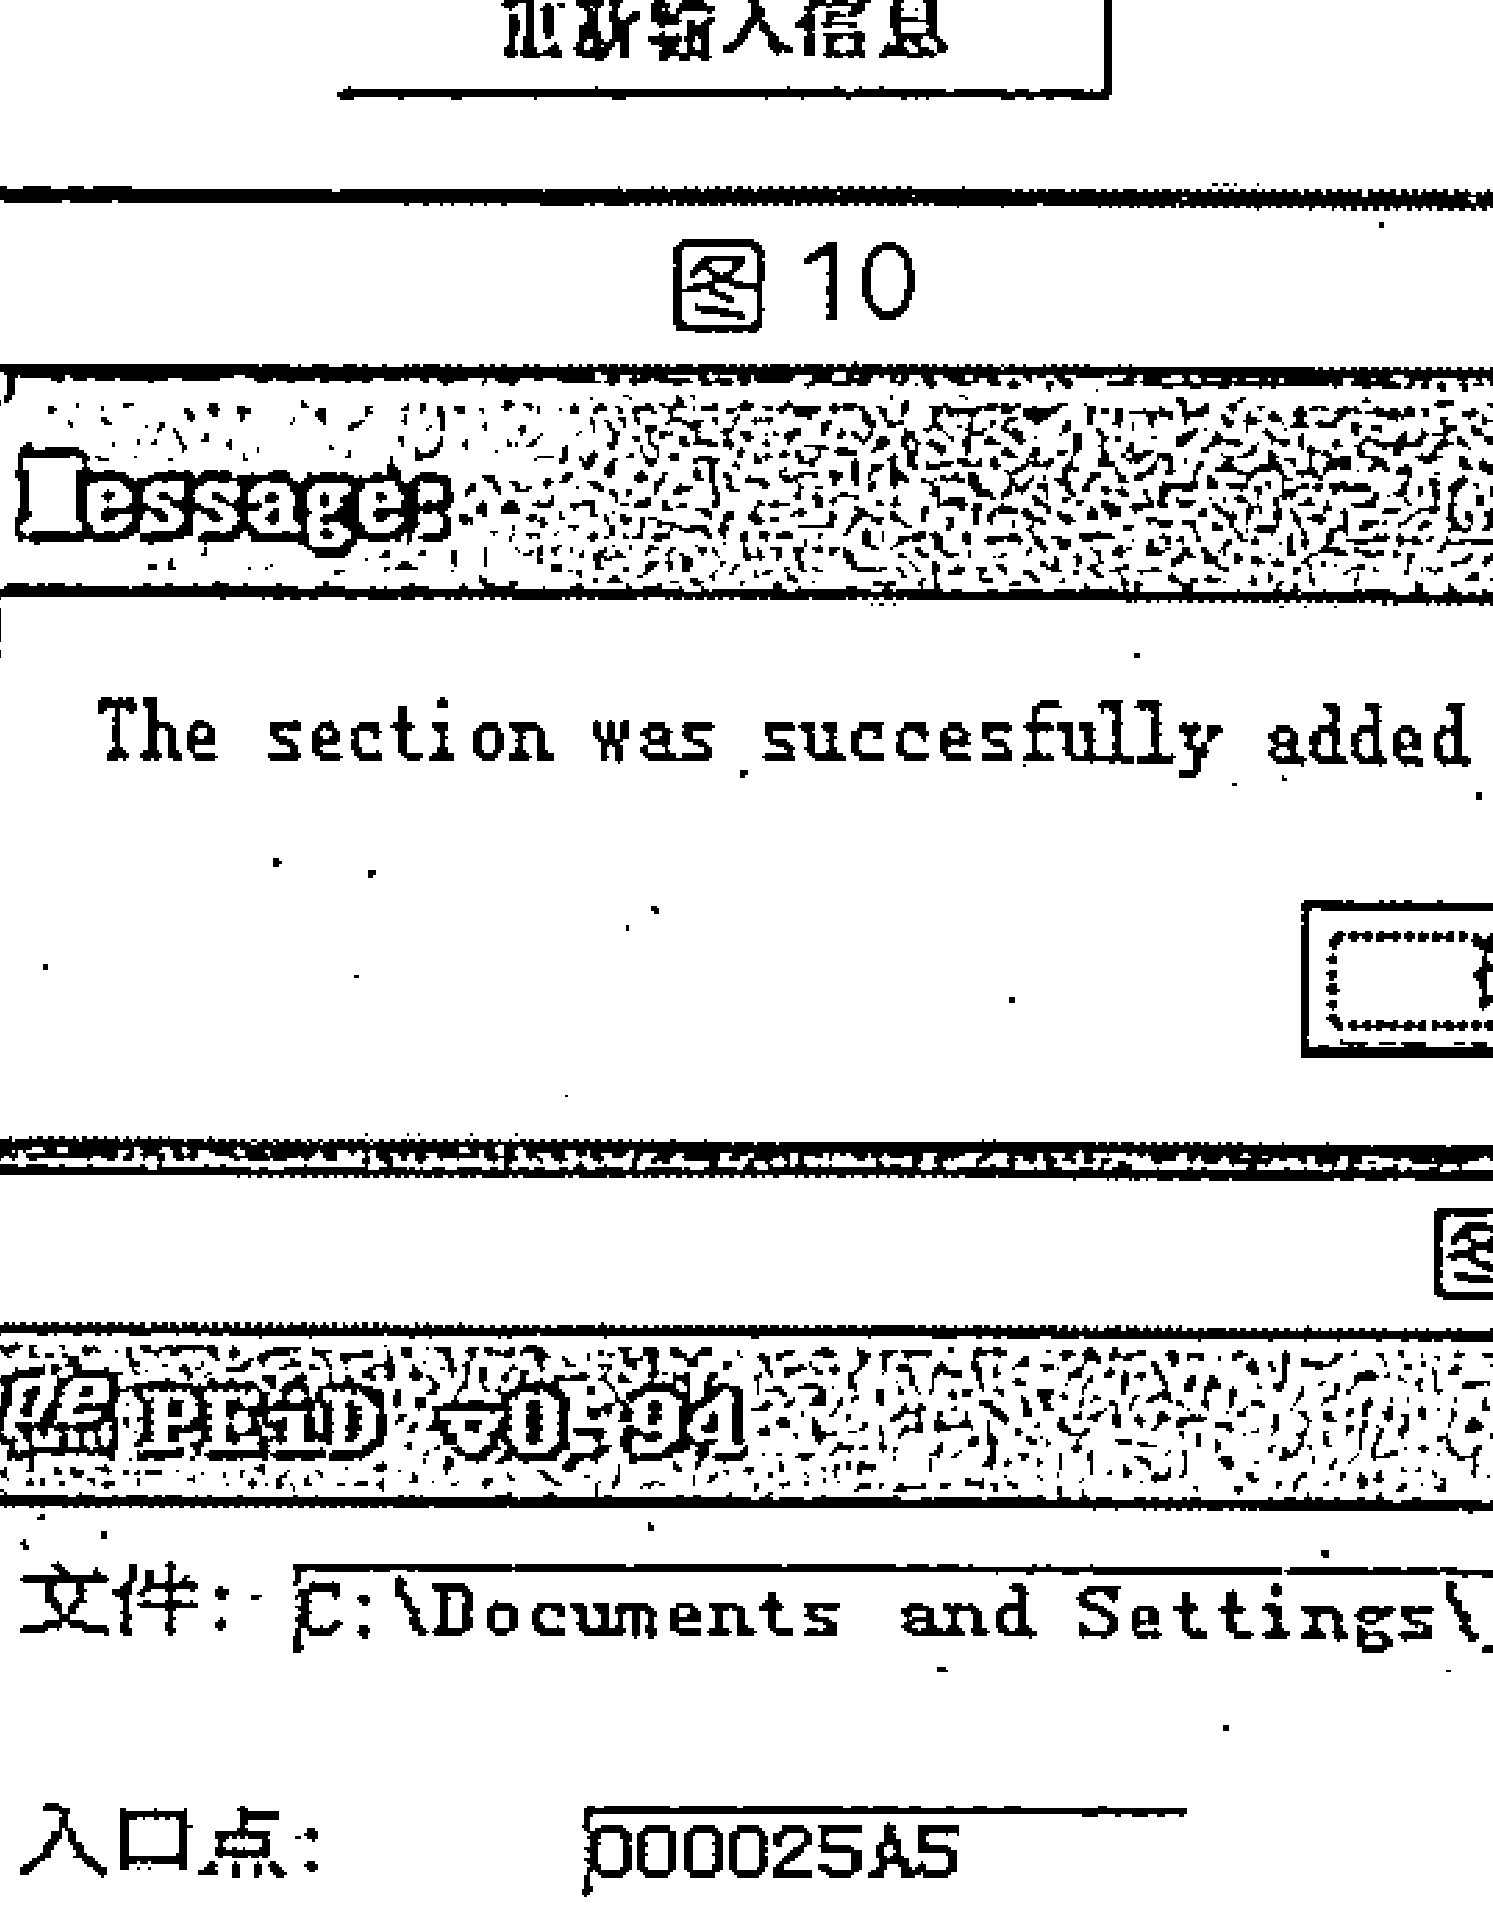 新输入信息
图 10
Message:
The section was succesfully added
图
PEiD v0.94
文件: C:\Documents and Settings\
入口点: 000025A5